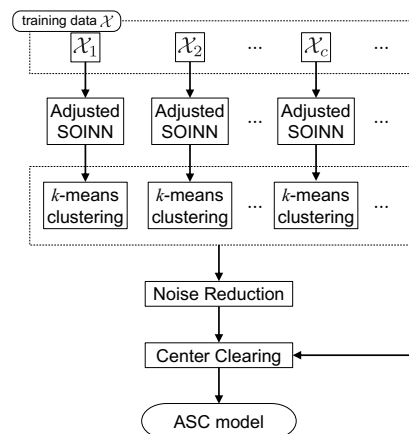 training data 𝒳
𝒳₁ 𝒳₂ ... 𝒳c ...
Adjusted SOINN
Adjusted SOINN
...
Adjusted SOINN
...
k-means clustering
k-means clustering
...
k-means clustering
...
Noise Reduction
Center Clearing
ASC model